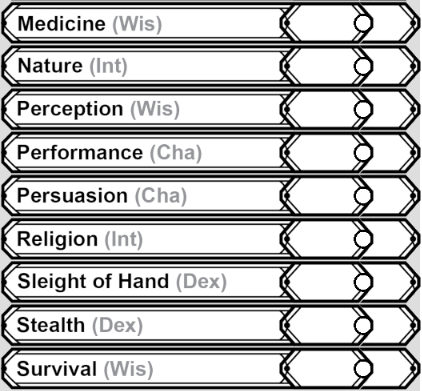 Medicine (Wis)
Nature (Int)
Perception (Wis)
Performance (Cha)
Persuasion (Cha)
Religion (Int)
Sleight of Hand (Dex)
Stealth (Dex)
Survival (Wis)